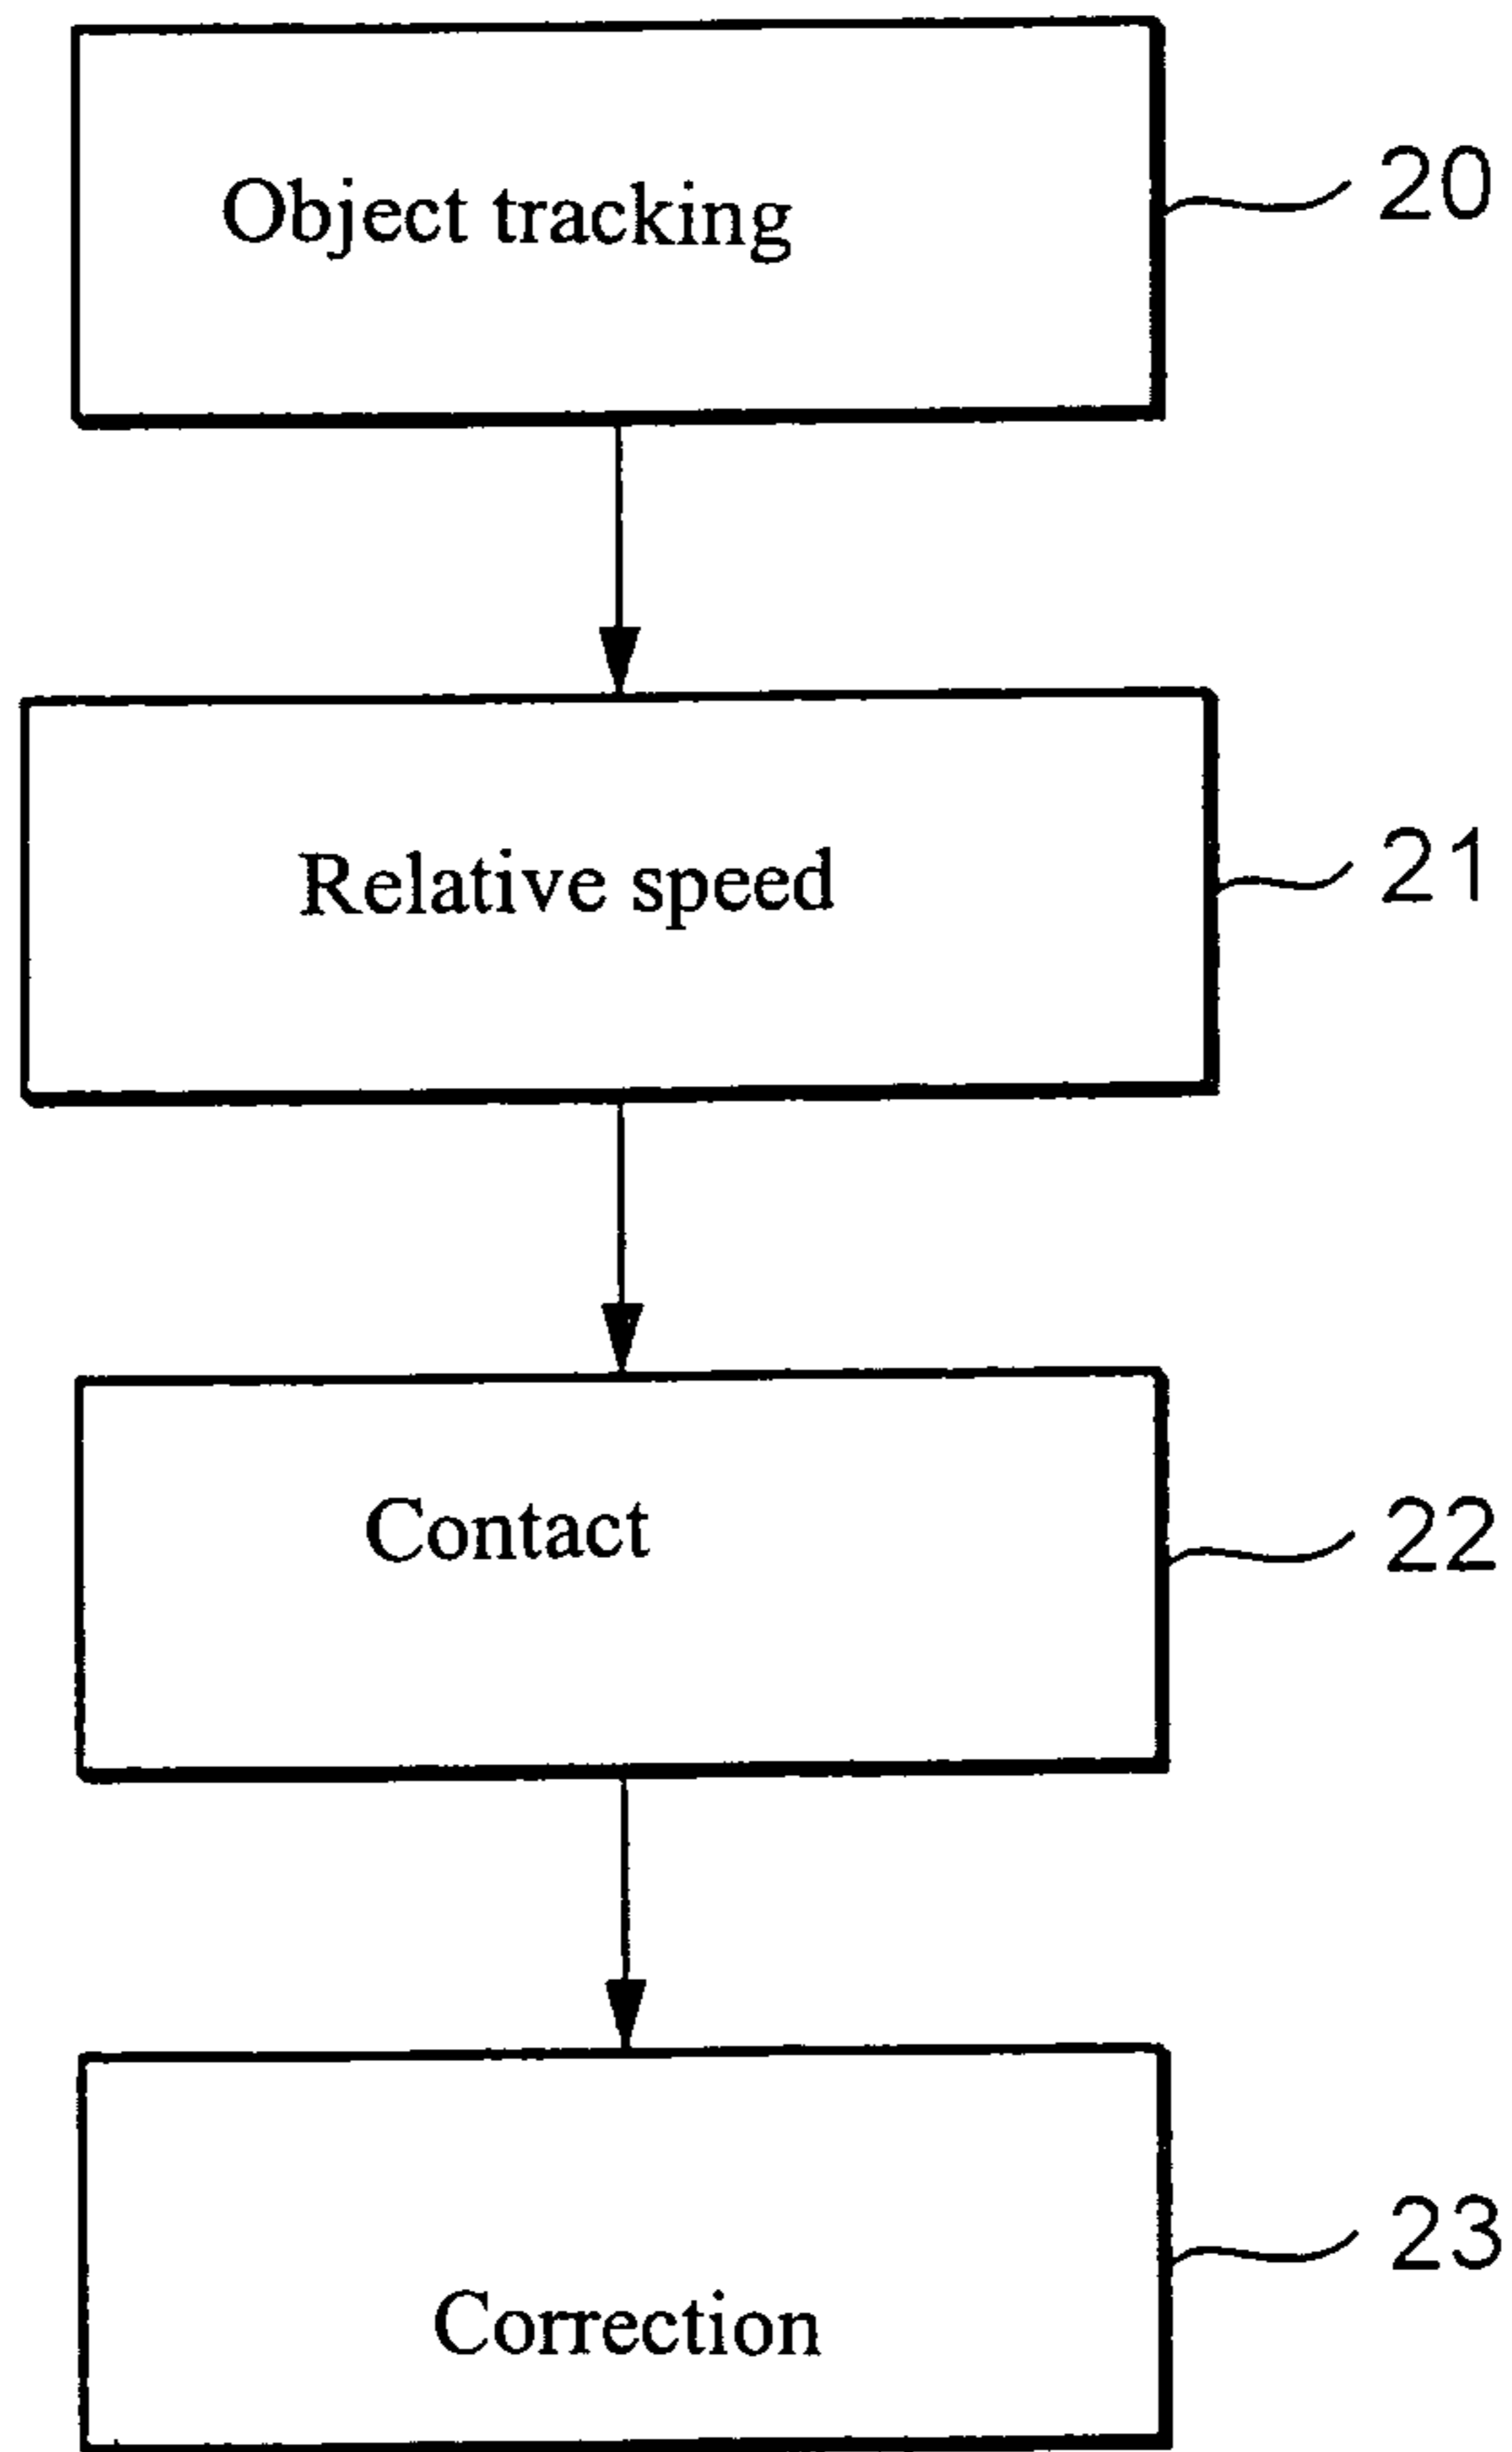 Object tracking
20
Relative speed
21
Contact
22
Correction
23